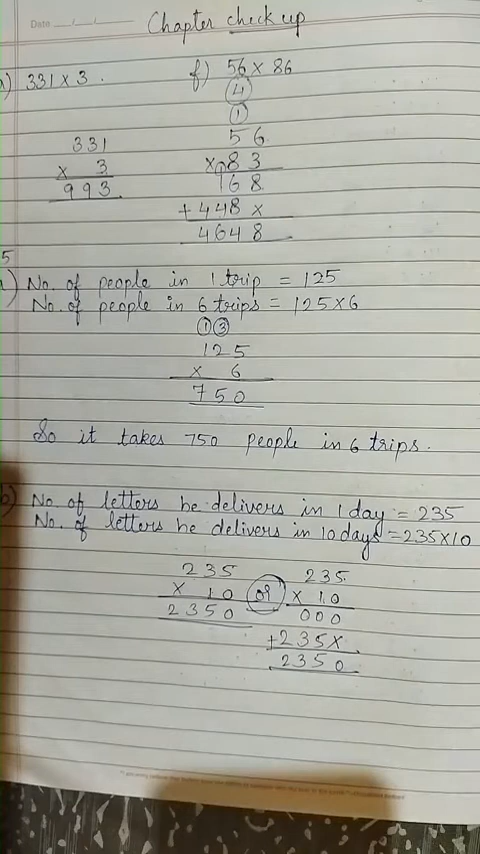 Date
Chapter check up
a) 331 x 3.
331
x 3
993
f) 56 x 86
4
1
56
x 83
168
+ 448 x
4648
5
a) No. of people in 1 trip = 125
No. of people in 6 trips = 125 x 6
1 3
125
x 6
750
So it takes 750 people in 6 trips.
b) No. of letters he delivers in 1 day = 235
No. of letters he delivers in 10 days = 235 x 10
235
x 10
2350
or
235
x 10
000
+235x
2350